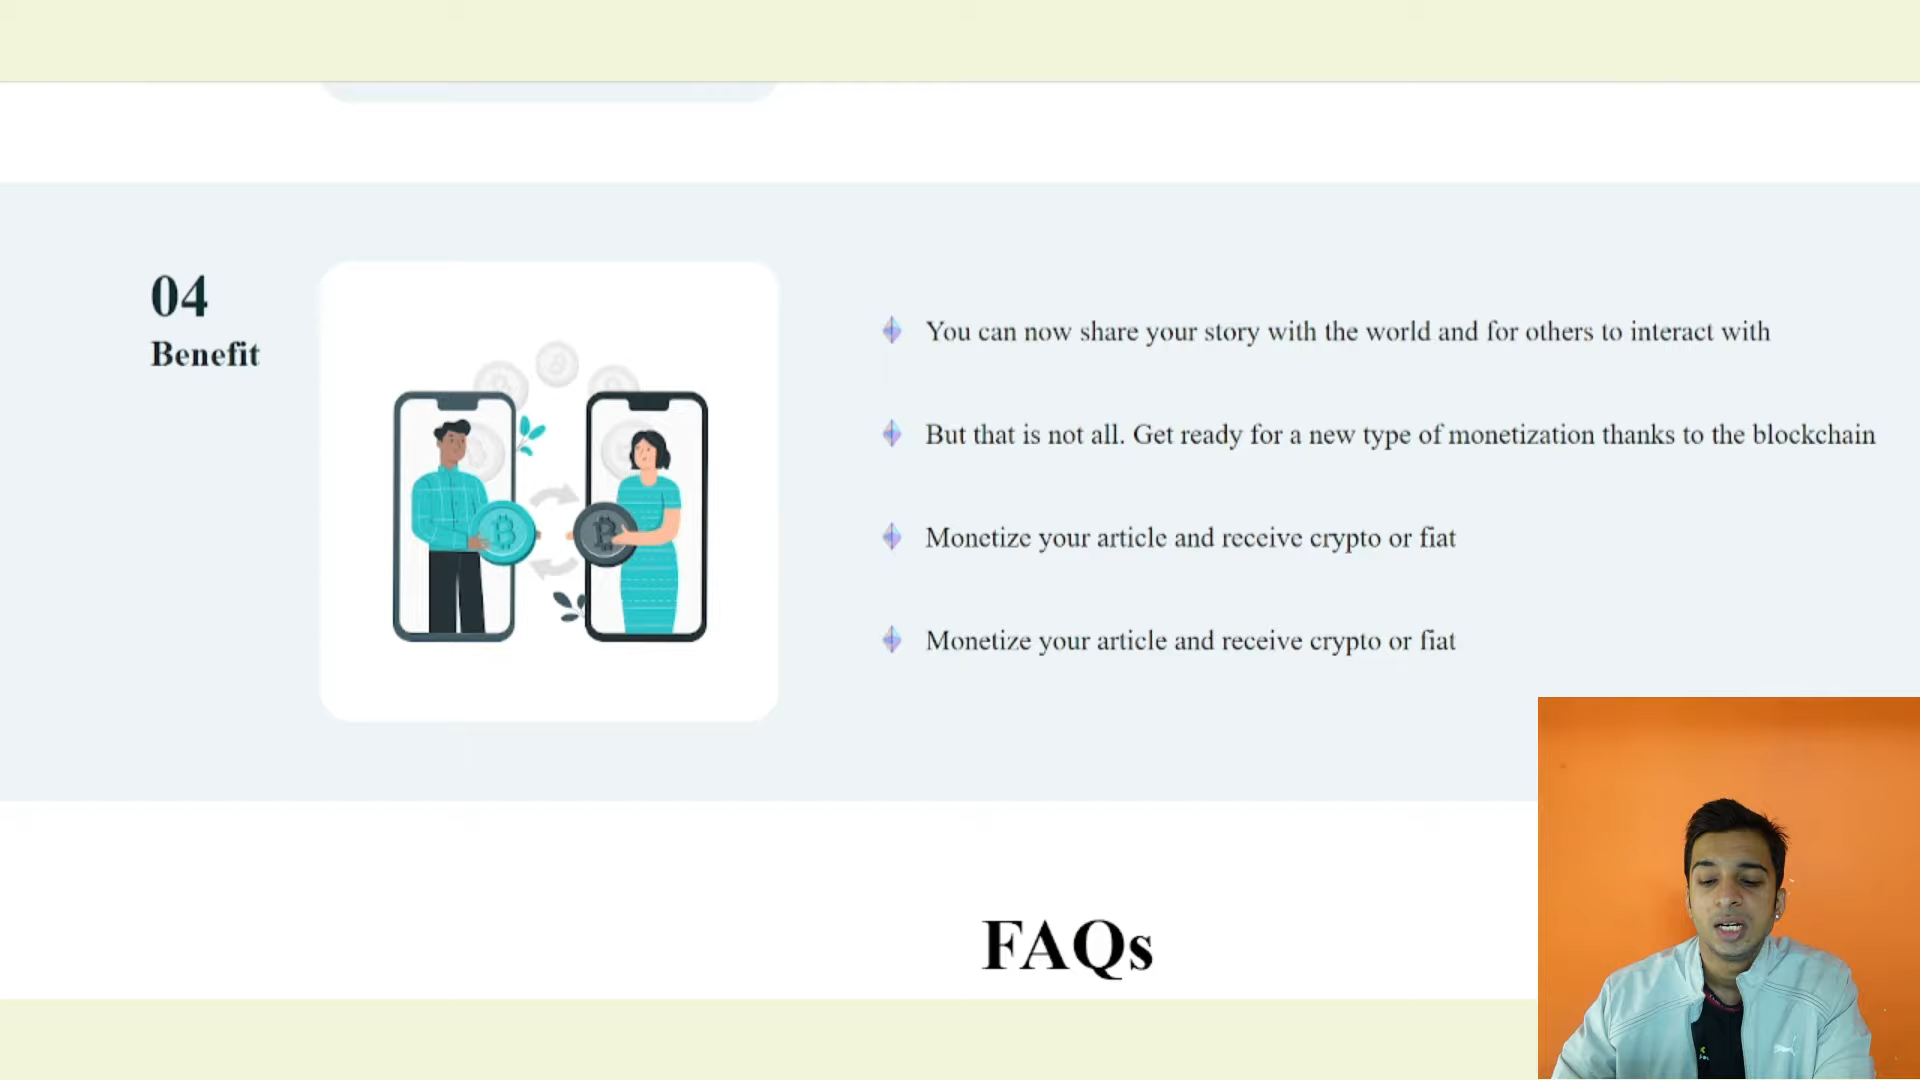 04
Benefit
You can now share your story with the world and for others to interact with
But that is not all. Get ready for a new type of monetization thanks to the blockchain
Monetize your article and receive crypto or fiat
Monetize your article and receive crypto or fiat
FAQs